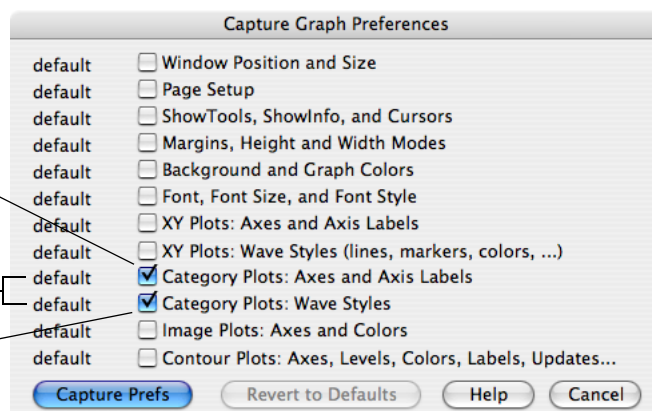 Capture Graph Preferences
default Window Position and Size
default Page Setup
default ShowTools, ShowInfo, and Cursors
default Margins, Height and Width Modes
default Background and Graph Colors
default Font, Font Size, and Font Style
default XY Plots: Axes and Axis Labels
default XY Plots: Wave Styles (lines, markers, colors, ...)
default Category Plots: Axes and Axis Labels
default Category Plots: Wave Styles
default Image Plots: Axes and Colors
default Contour Plots: Axes, Levels, Colors, Labels, Updates...
Capture Prefs Revert to Defaults Help Cancel